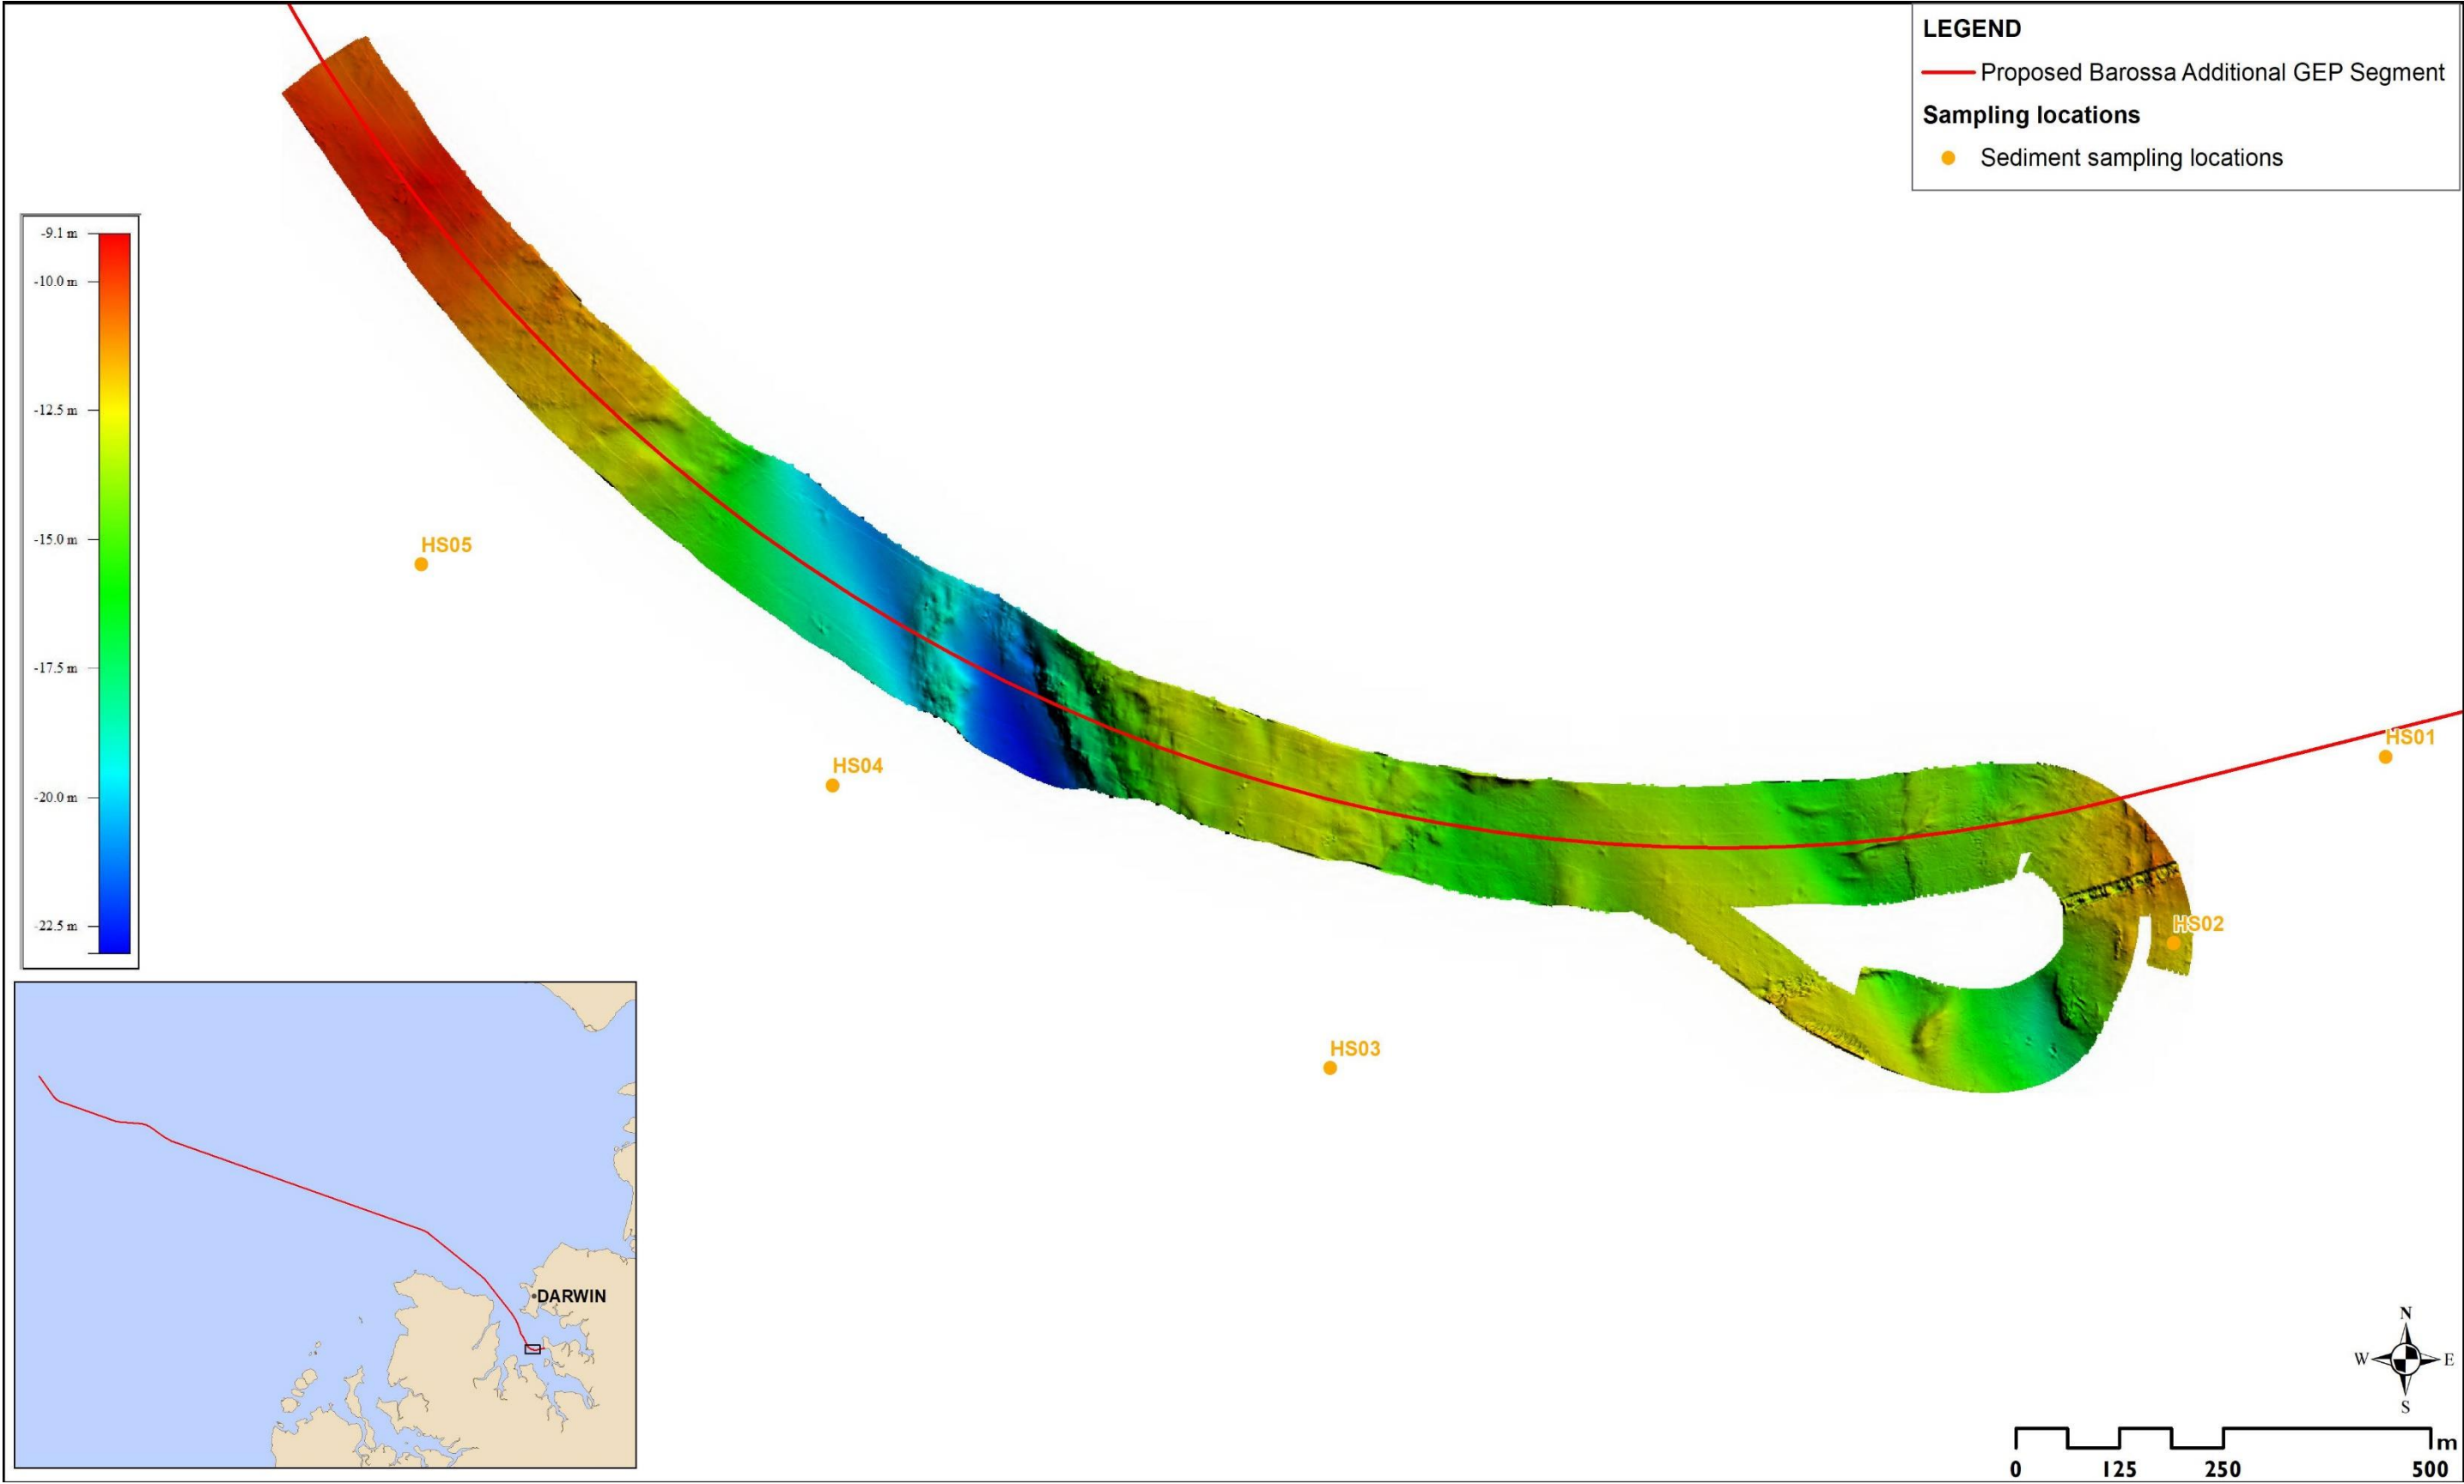 LEGEND
Proposed Barossa Additional GEP Segment
Sampling locations
Sediment sampling locations
-9.1 m
-10.0 m
-12.5 m
-15.0 m
-17.5 m
-20.0 m
-22.5 m
HS05
HS04
HS01
HS02
HS03
DARWIN
N
W E
S
m
0 125 250 500